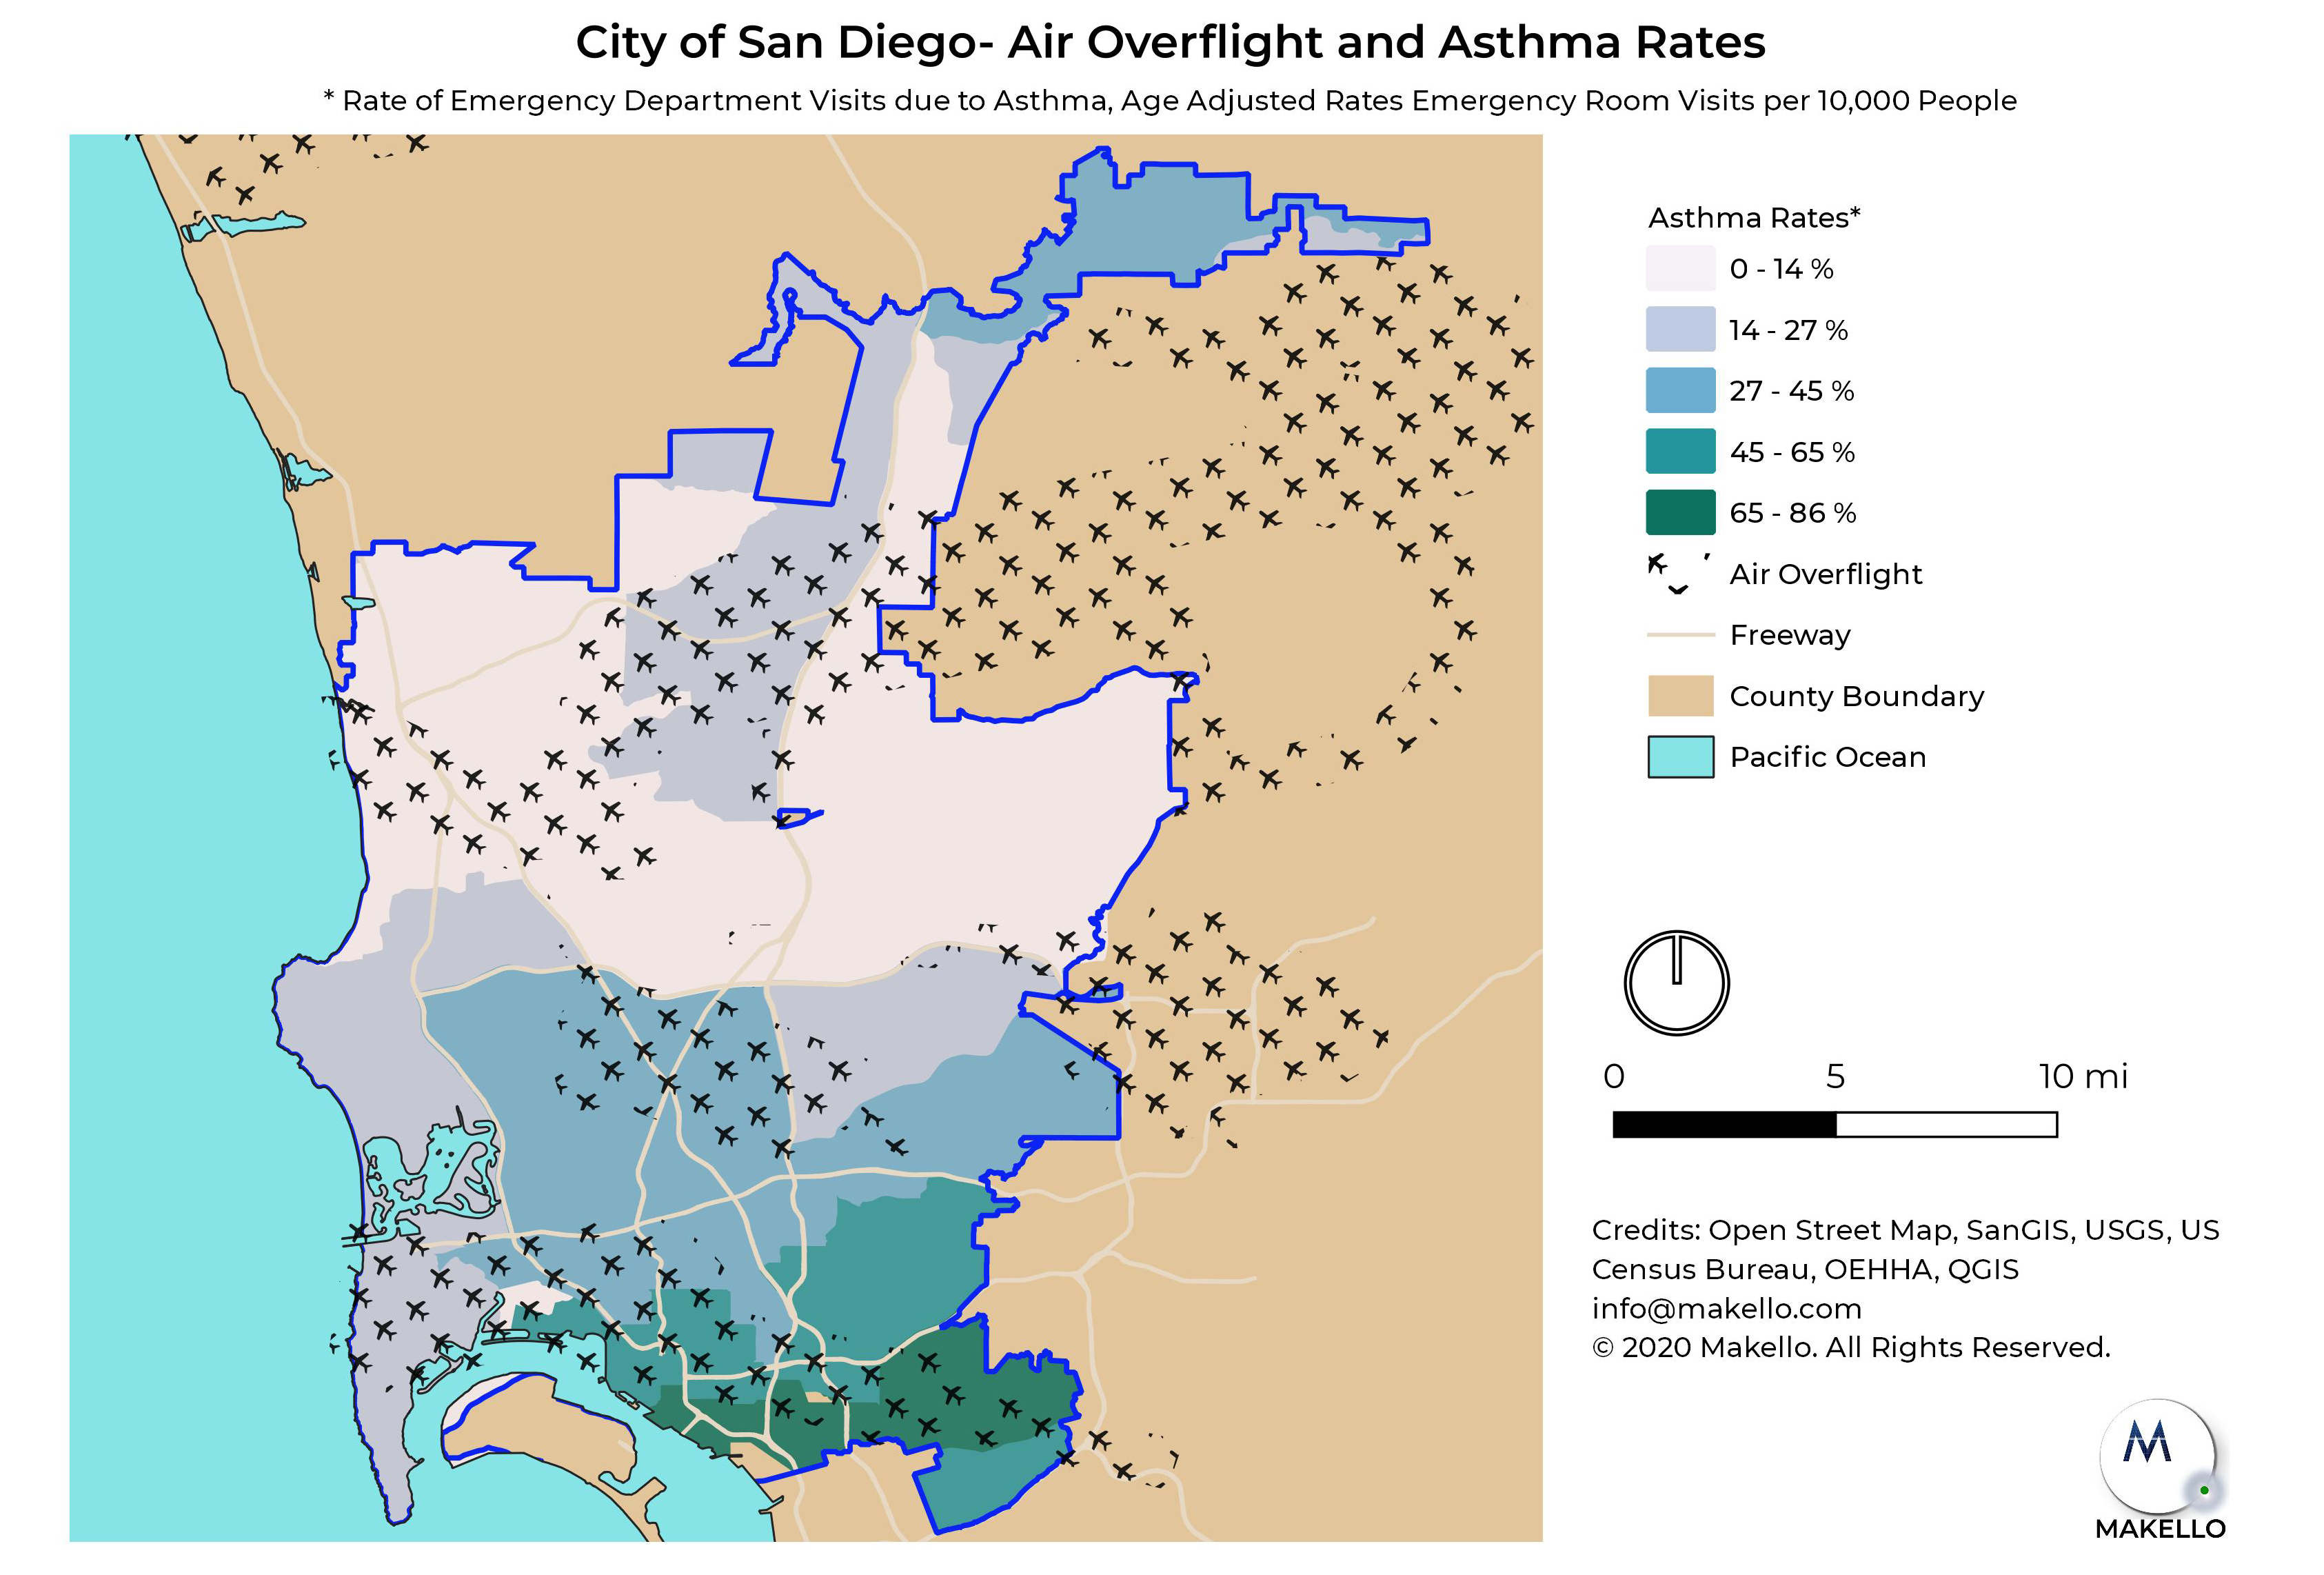 City of San Diego- Air Overflight and Asthma Rates
* Rate of Emergency Department Visits due to Asthma, Age Adjusted Rates Emergency Room Visits per 10,000 People
Asthma Rates*
0 - 14 %
14 - 27 %
27 - 45 %
45 - 65 %
65 - 86 %
Air Overflight
Freeway
County Boundary
Pacific Ocean
0 5 10 mi
Credits: Open Street Map, SanGIS, USGS, US
Census Bureau, OEHHA, QGIS
info@makello.com
© 2020 Makello. All Rights Reserved.
M
MAKELLO